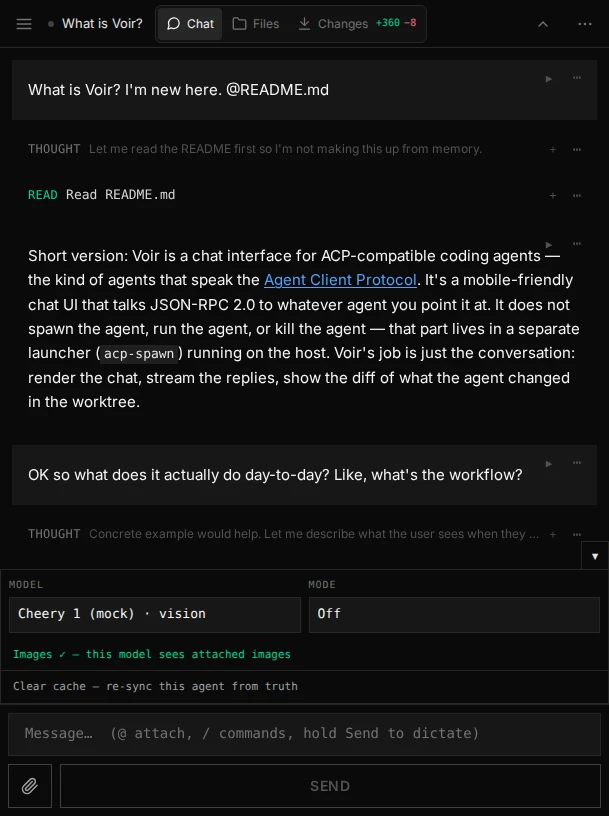 What is Voir?
Chat
Files
Changes +360 −8
What is Voir? I'm new here. @README.md
THOUGHT Let me read the README first so I'm not making this up from memory.
READ Read README.md
Short version: Voir is a chat interface for ACP-compatible coding agents —
the kind of agents that speak the Agent Client Protocol. It's a mobile-friendly
chat UI that talks JSON-RPC 2.0 to whatever agent you point it at. It does not
spawn the agent, run the agent, or kill the agent — that part lives in a separate
launcher (acp-spawn) running on the host. Voir's job is just the conversation:
render the chat, stream the replies, show the diff of what the agent changed
in the worktree.
OK so what does it actually do day-to-day? Like, what's the workflow?
THOUGHT Concrete example would help. Let me describe what the user sees when they ...
MODEL
MODE
Cheery 1 (mock) · vision
Off
Images ✓ — this model sees attached images
Clear cache — re-sync this agent from truth
Message… (@ attach, / commands, hold Send to dictate)
SEND